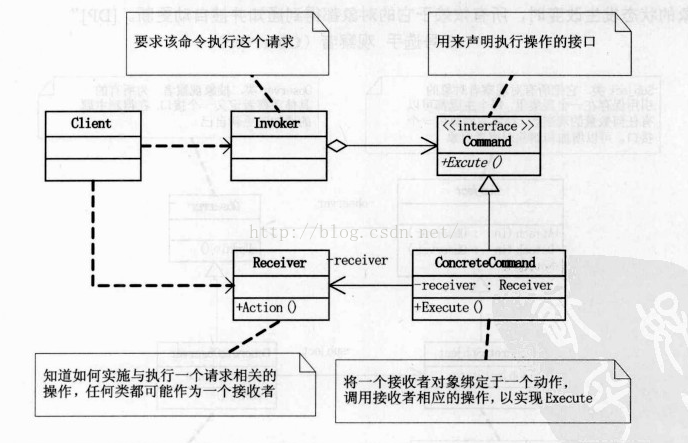 要求该命令执行这个请求
用来声明执行操作的接口
Client
Invoker
<<interface >>
Command
+Excute()
http://blog.csdn.net/
Receiver
-receiver
ConcreteCommand
-receiver : Receiver
+Action()
+Execute()
知道如何实施与执行一个请求相关的
操作，任何类都可能作为一个接收者
将一个接收者对象绑定于一个动作，
调用接收者相应的操作，以实现Execute